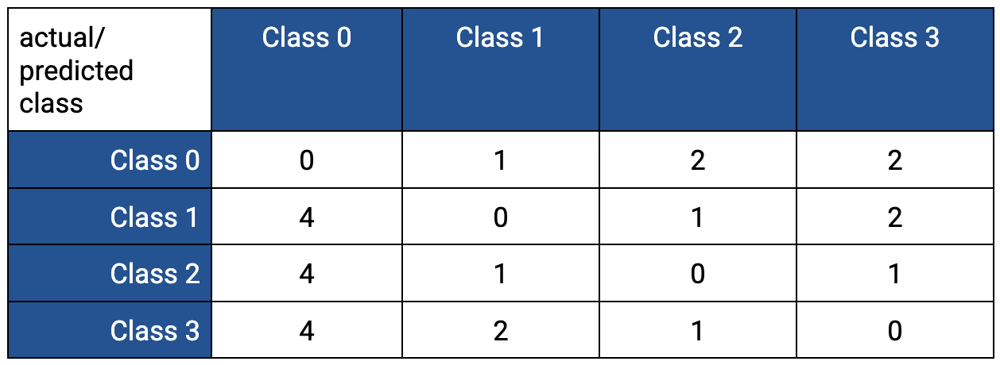 actual/ Class 0 Class 1 Class 2 Class 3
predicted
class
Class 0 0 1 2 2
Class 1 4 0 1 2
Class 2 4 1 0 1
Class 3 4 2 1 0